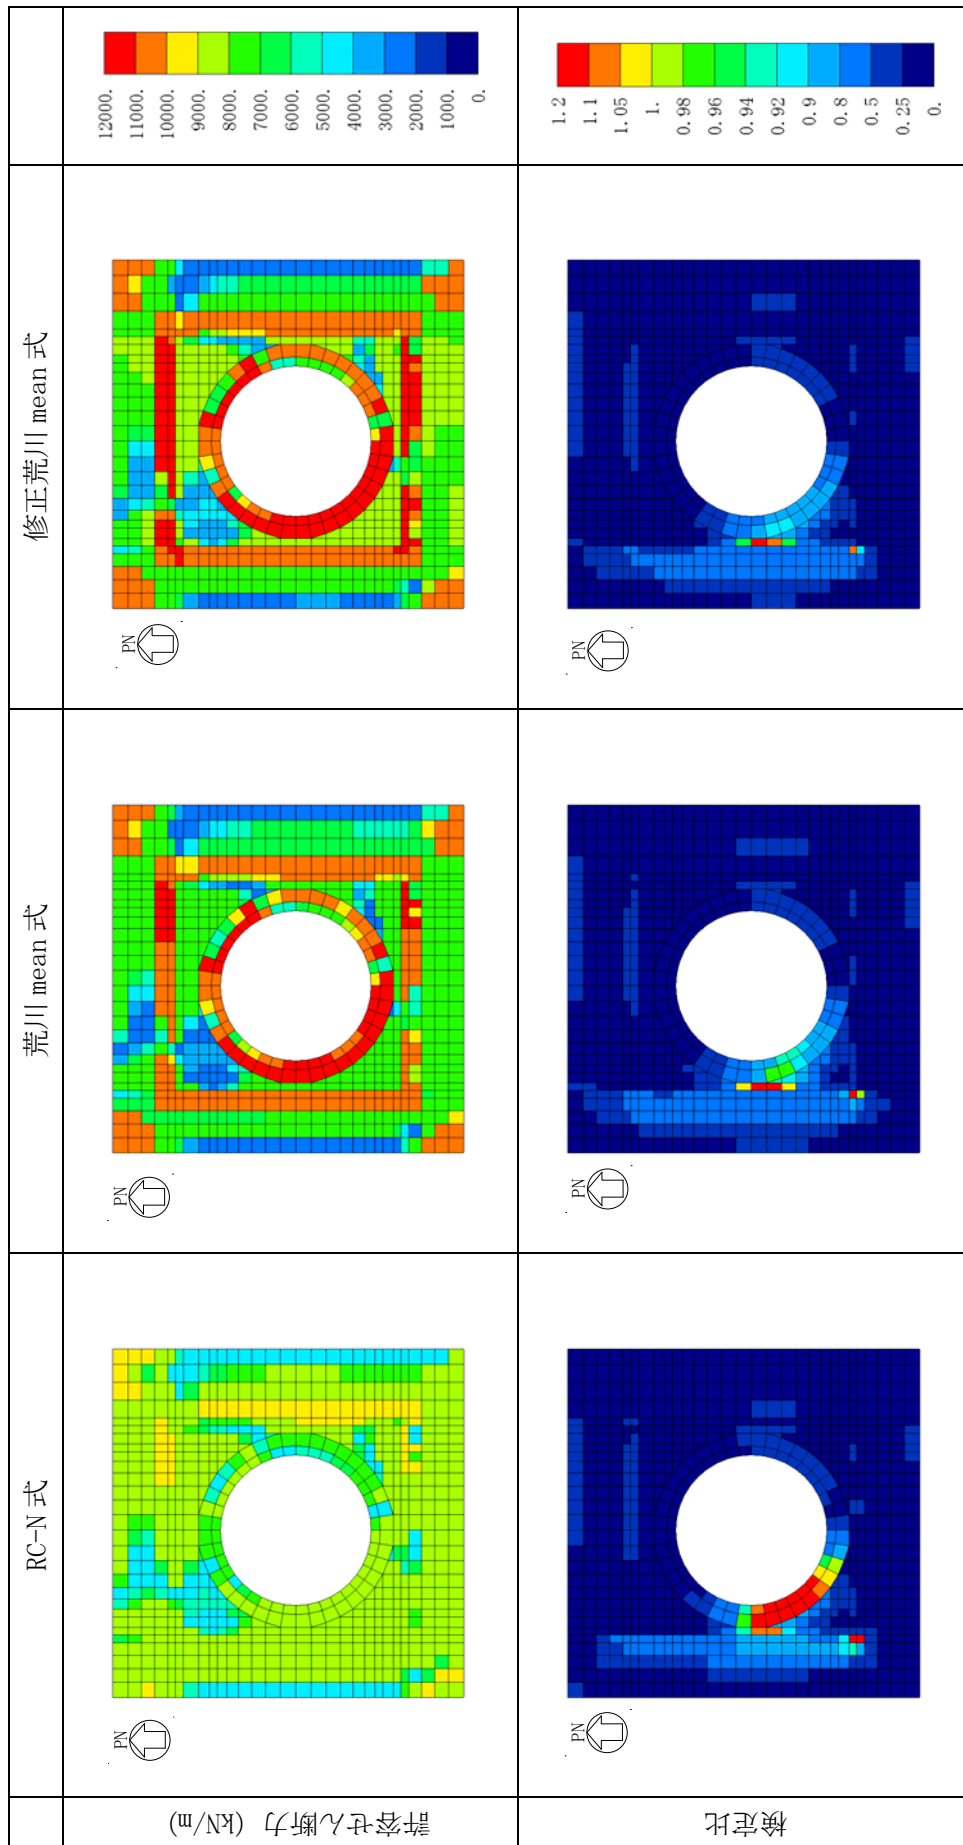 RC-N 式
荒川 mean 式
修正荒川 mean 式
許容せん断力 (kN/m)
PN
PN
PN
12000.
11000.
10000.
9000.
8000.
7000.
6000.
5000.
4000.
3000.
2000.
1000.
0.
検定比
PN
PN
PN
1.2
1.1
1.05
1.
0.98
0.96
0.94
0.92
0.9
0.8
0.5
0.25
0.